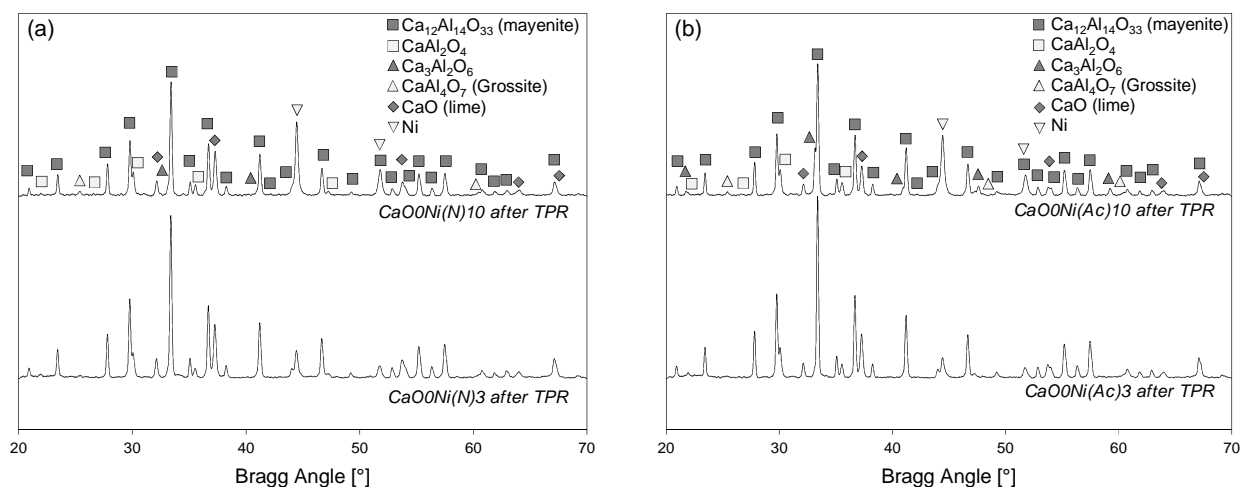 (a)
Ca₁₂Al₁₄O₃₃ (mayenite)
CaAl₂O₄
Ca₃Al₂O₆
CaAl₄O₇ (Grossite)
CaO (lime)
Ni
CaO0Ni(N)10 after TPR
CaO0Ni(N)3 after TPR
20 30 40 50 60 70
Bragg Angle [°]
(b)
Ca₁₂Al₁₄O₃₃ (mayenite)
CaAl₂O₄
Ca₃Al₂O₆
CaAl₄O₇ (Grossite)
CaO (lime)
Ni
CaO0Ni(Ac)10 after TPR
CaO0Ni(Ac)3 after TPR
20 30 40 50 60 70
Bragg Angle [°]